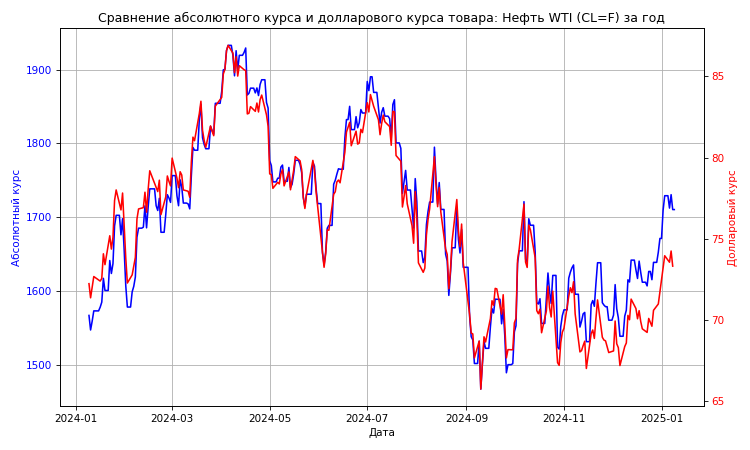 Сравнение абсолютного курса и долларового курса товара: Нефть WTI (CL=F) за год
1900
1800
1700
1600
1500
Абсолютный курс
85
80
75
70
65
Долларовый курс
2024-01 2024-03 2024-05 2024-07 2024-09 2024-11 2025-01
Дата